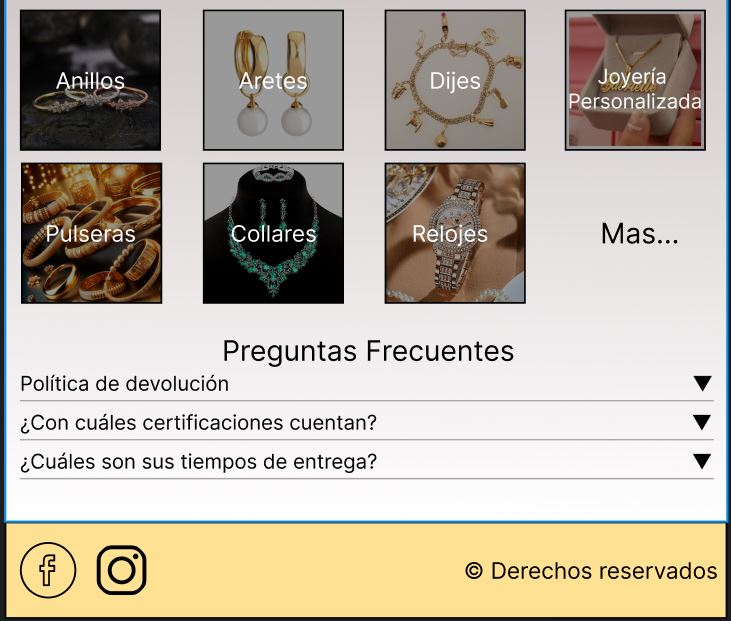 Anillos
Aretes
Dijes
Joyería
Personalizada
Pulseras
Collares
Relojes
Mas...
Preguntas Frecuentes
Política de devolución
¿Con cuáles certificaciones cuentan?
¿Cuáles son sus tiempos de entrega?
© Derechos reservados